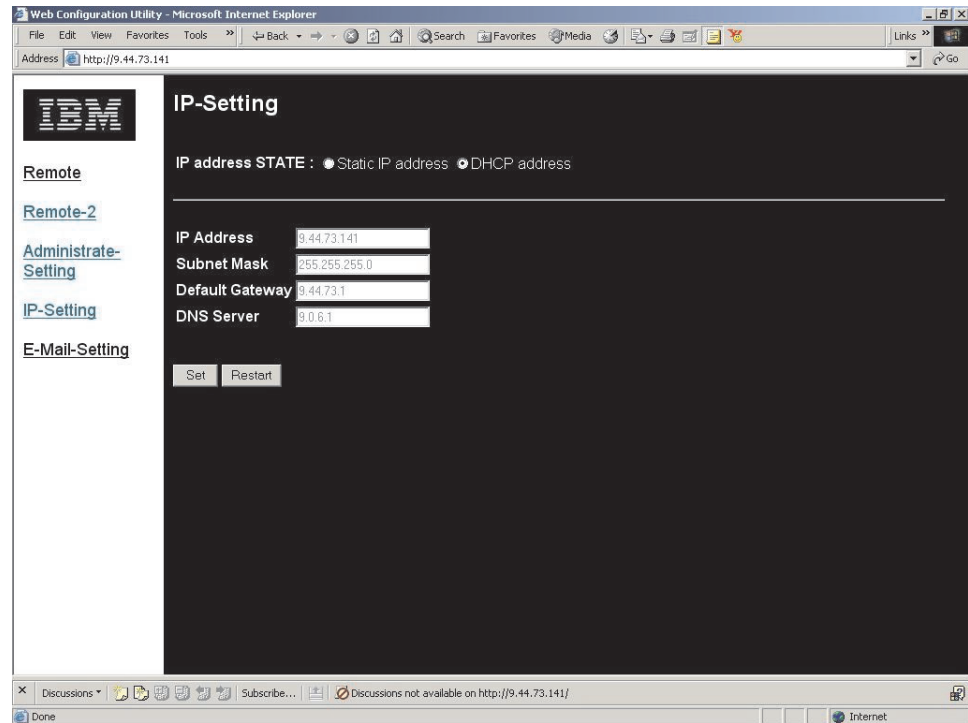 Web Configuration Utility - Microsoft Internet Explorer
File Edit View Favorites Tools » Back Search Favorites Media Links »
Address http://9.44.73.141 Go
IBM
Remote
Remote-2
Administrate-
Setting
IP-Setting
E-Mail-Setting
IP-Setting
IP address STATE : Static IP address DHCP address
IP Address 9.44.73.141
Subnet Mask 255.255.255.0
Default Gateway 9.44.73.1
DNS Server 9.0.6.1
Set Restart
Discussions Subscribe... Discussions not available on http://9.44.73.141/
Done Internet